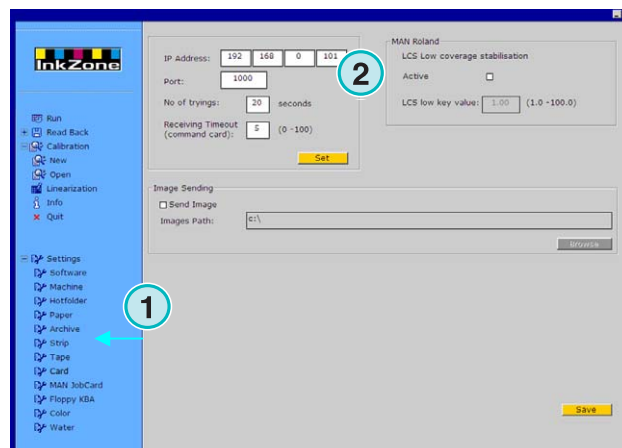 InkZone
Run
Read Back
Calibration
New
Open
Linearization
Info
Quit
Settings
Software
Machine
Hotfolder
Paper
Archive
Strip
Tape
Card
MAN JobCard
Floppy KBA
Color
Water
1
IP Address: 192 168 0 101
Port: 1000
No of tryings: 20 seconds
Receiving Timeout
(command card): 5 (0 -100)
Set
2
MAN Roland
LCS Low coverage stabilisation
Active
LCS low key value: 1.00 (1.0 -100.0)
Image Sending
Send Image
Images Path: c:\
Browse
Save